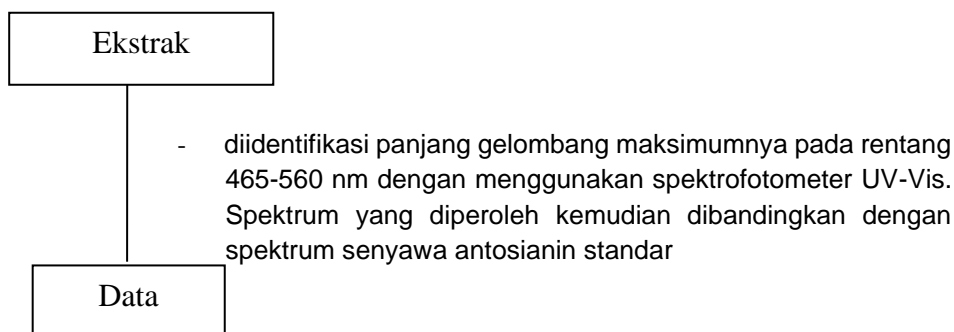 Ekstrak
- diidentifikasi panjang gelombang maksimumnya pada rentang
465-560 nm dengan menggunakan spektrofotometer UV-Vis.
Spektrum yang diperoleh kemudian dibandingkan dengan
spektrum senyawa antosianin standar
Data